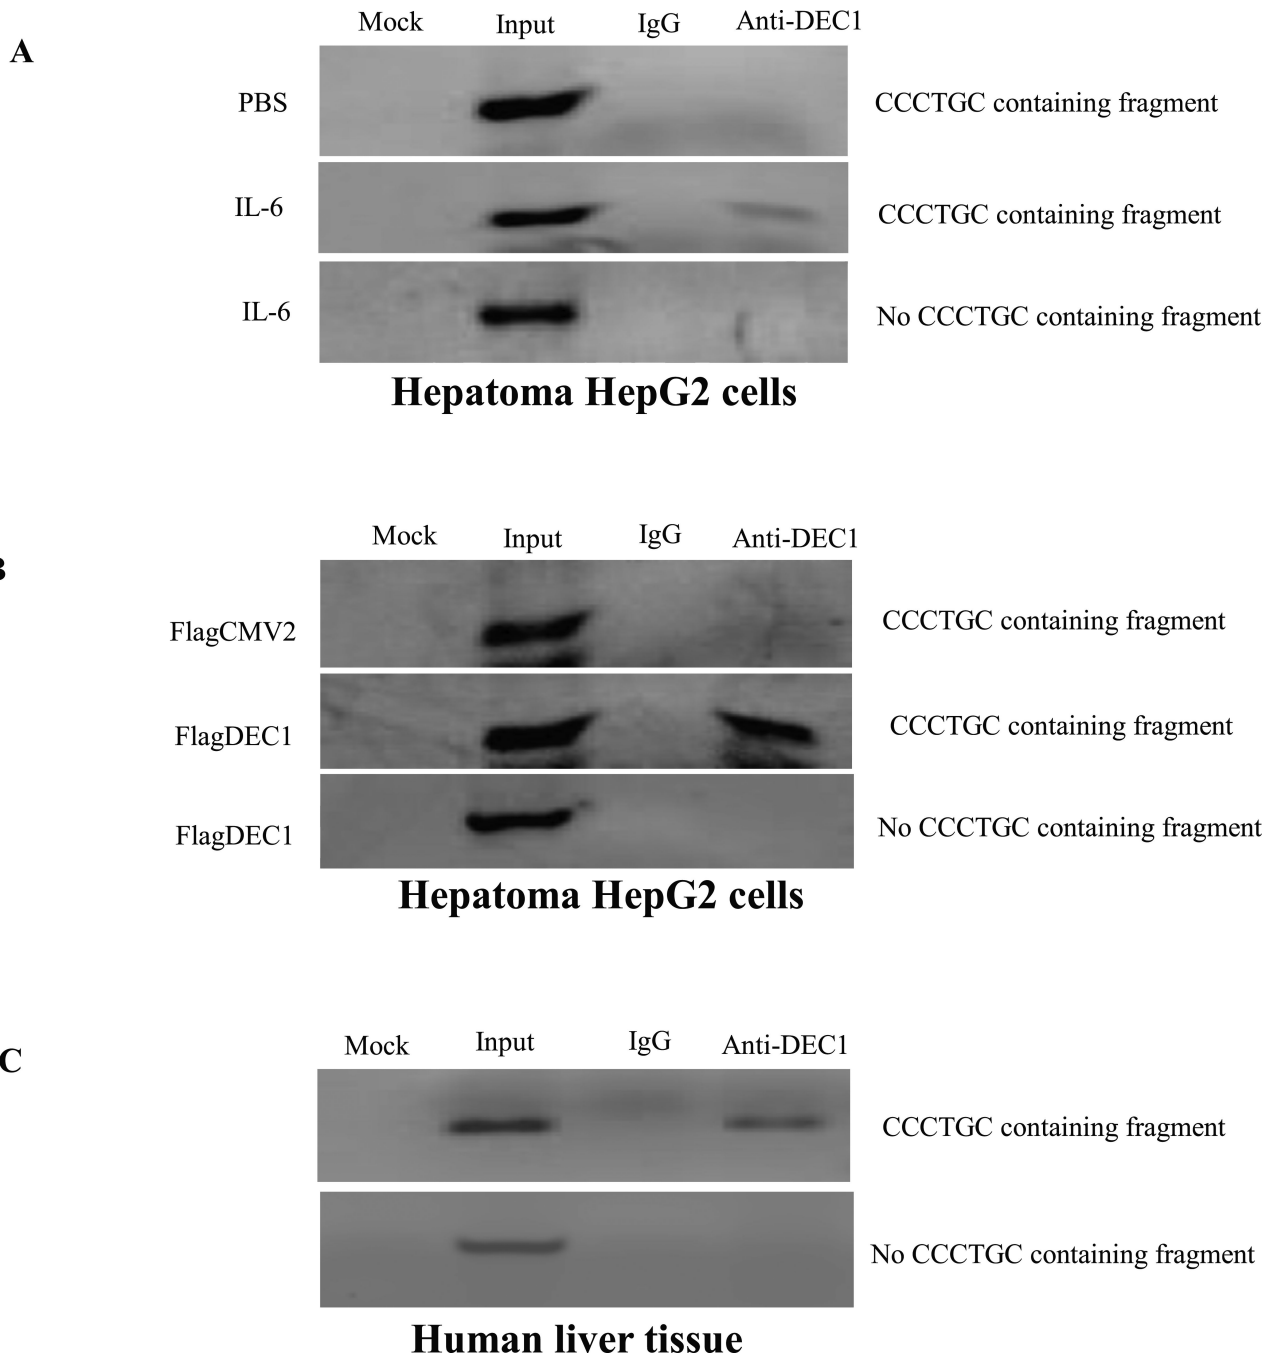 A
Mock Input IgG Anti-DEC1
PBS CCCTGC containing fragment
IL-6 CCCTGC containing fragment
IL-6 No CCCTGC containing fragment
Hepatoma HepG2 cells
B
Mock Input IgG Anti-DEC1
FlagCMV2 CCCTGC containing fragment
FlagDEC1 CCCTGC containing fragment
FlagDEC1 No CCCTGC containing fragment
Hepatoma HepG2 cells
C
Mock Input IgG Anti-DEC1
CCCTGC containing fragment
No CCCTGC containing fragment
Human liver tissue